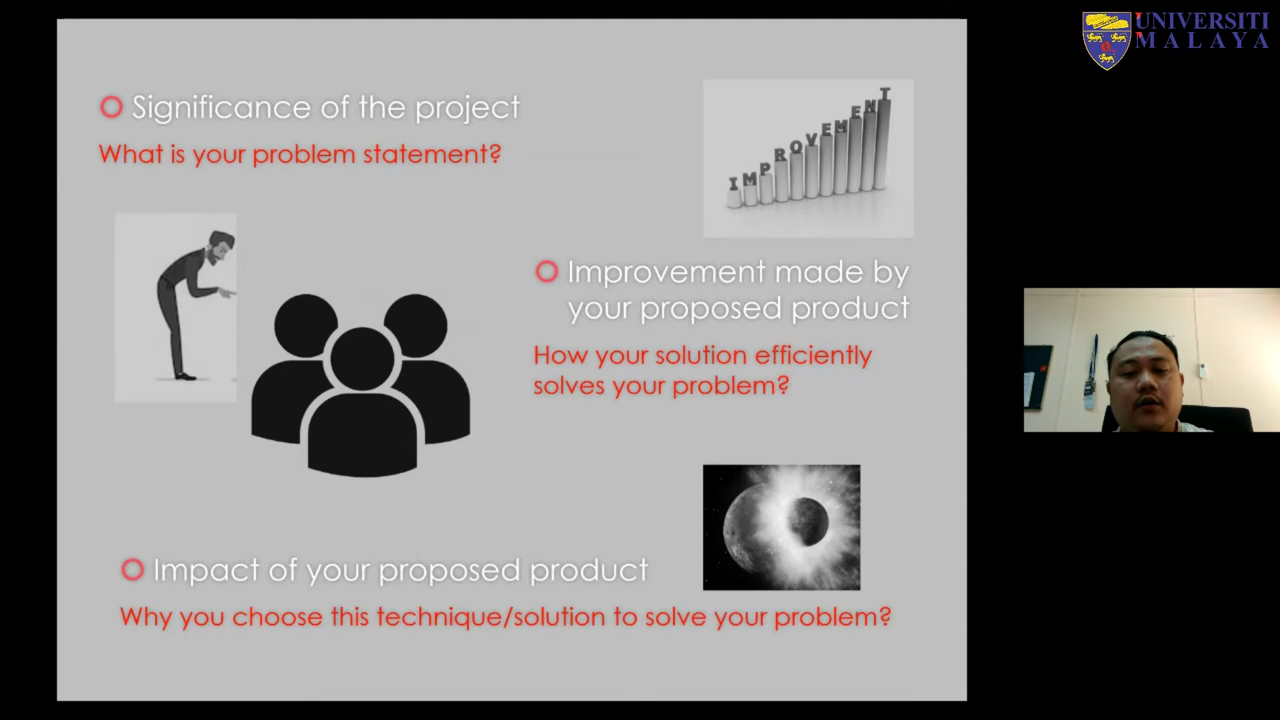 UNIVERSITI
MALAYA
Significance of the project
What is your problem statement?
IMPROVEMENT
Improvement made by
your proposed product
How your solution efficiently
solves your problem?
Impact of your proposed product
Why you choose this technique/solution to solve your problem?